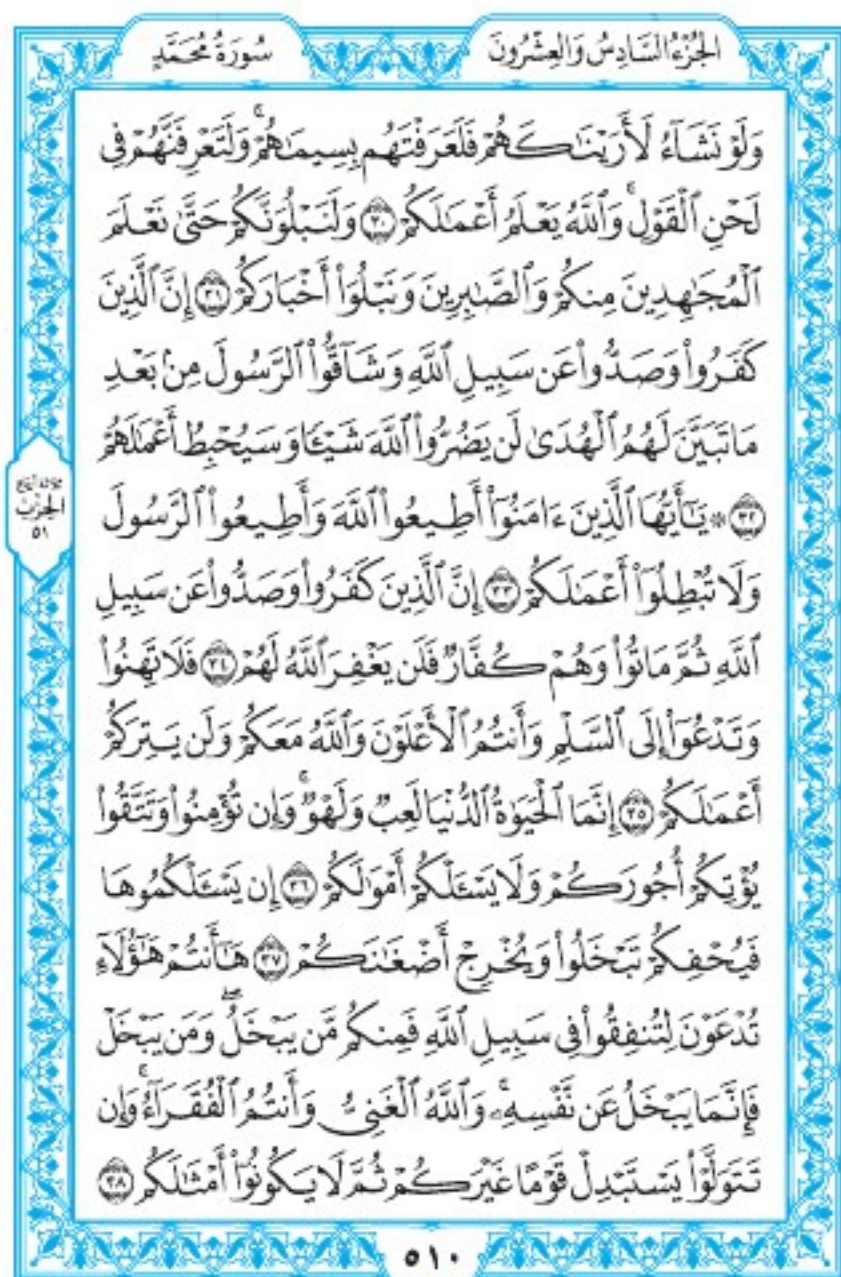 الجُزْءُ السَّادِسُ وَالعِشْرُونَ
سُورَةُ مُحَمَّدٍ
وَلَوْ نَشَآءُ لَأَرَيْنَٰكَهُمْ فَلَعَرَفْتَهُم بِسِيمَٰهُمْ ۚ وَلَتَعْرِفَنَّهُمْ فِى
لَحْنِ ٱلْقَوْلِ ۚ وَٱللَّهُ يَعْلَمُ أَعْمَٰلَكُمْ ٣٠ وَلَنَبْلُوَنَّكُمْ حَتَّىٰ نَعْلَمَ
ٱلْمُجَٰهِدِينَ مِنكُمْ وَٱلصَّٰبِرِينَ وَنَبْلُوَا۟ أَخْبَارَكُمْ ٣١ إِنَّ ٱلَّذِينَ
كَفَرُوا۟ وَصَدُّوا۟ عَن سَبِيلِ ٱللَّهِ وَشَآقُّوا۟ ٱلرَّسُولَ مِنۢ بَعْدِ
مَا تَبَيَّنَ لَهُمُ ٱلْهُدَىٰ لَن يَضُرُّوا۟ ٱللَّهَ شَيْـًٔا وَسَيُحْبِطُ أَعْمَٰلَهُمْ
٣٢ ۞ يَٰٓأَيُّهَا ٱلَّذِينَ ءَامَنُوٓا۟ أَطِيعُوا۟ ٱللَّهَ وَأَطِيعُوا۟ ٱلرَّسُولَ
وَلَا تُبْطِلُوٓا۟ أَعْمَٰلَكُمْ ٣٣ إِنَّ ٱلَّذِينَ كَفَرُوا۟ وَصَدُّوا۟ عَن سَبِيلِ
ٱللَّهِ ثُمَّ مَاتُوا۟ وَهُمْ كُفَّارٌ فَلَن يَغْفِرَ ٱللَّهُ لَهُمْ ٣٤ فَلَا تَهِنُوا۟
وَتَدْعُوٓا۟ إِلَى ٱلسَّلْمِ وَأَنتُمُ ٱلْأَعْلَوْنَ وَٱللَّهُ مَعَكُمْ وَلَن يَتِرَكُمْ
أَعْمَٰلَكُمْ ٣٥ إِنَّمَا ٱلْحَيَوٰةُ ٱلدُّنْيَا لَعِبٌ وَلَهْوٌ ۚ وَإِن تُؤْمِنُوا۟ وَتَتَّقُوا۟
يُؤْتِكُمْ أُجُورَكُمْ وَلَا يَسْـَٔلْكُمْ أَمْوَٰلَكُمْ ٣٦ إِن يَسْـَٔلْكُمُوهَا
فَيُحْفِكُمْ تَبْخَلُوا۟ وَيُخْرِجْ أَضْغَٰنَكُمْ ٣٧ هَٰٓأَنتُمْ هَٰٓؤُلَآءِ
تُدْعَوْنَ لِتُنفِقُوا۟ فِى سَبِيلِ ٱللَّهِ فَمِنكُم مَّن يَبْخَلُ ۖ وَمَن يَبْخَلْ
فَإِنَّمَا يَبْخَلُ عَن نَّفْسِهِۦ ۚ وَٱللَّهُ ٱلْغَنِىُّ وَأَنتُمُ ٱلْفُقَرَآءُ ۚ وَإِن
تَتَوَلَّوْا۟ يَسْتَبْدِلْ قَوْمًا غَيْرَكُمْ ثُمَّ لَا يَكُونُوٓا۟ أَمْثَٰلَكُم ٣٨
الحِزْبُ
٥١
٥١٠